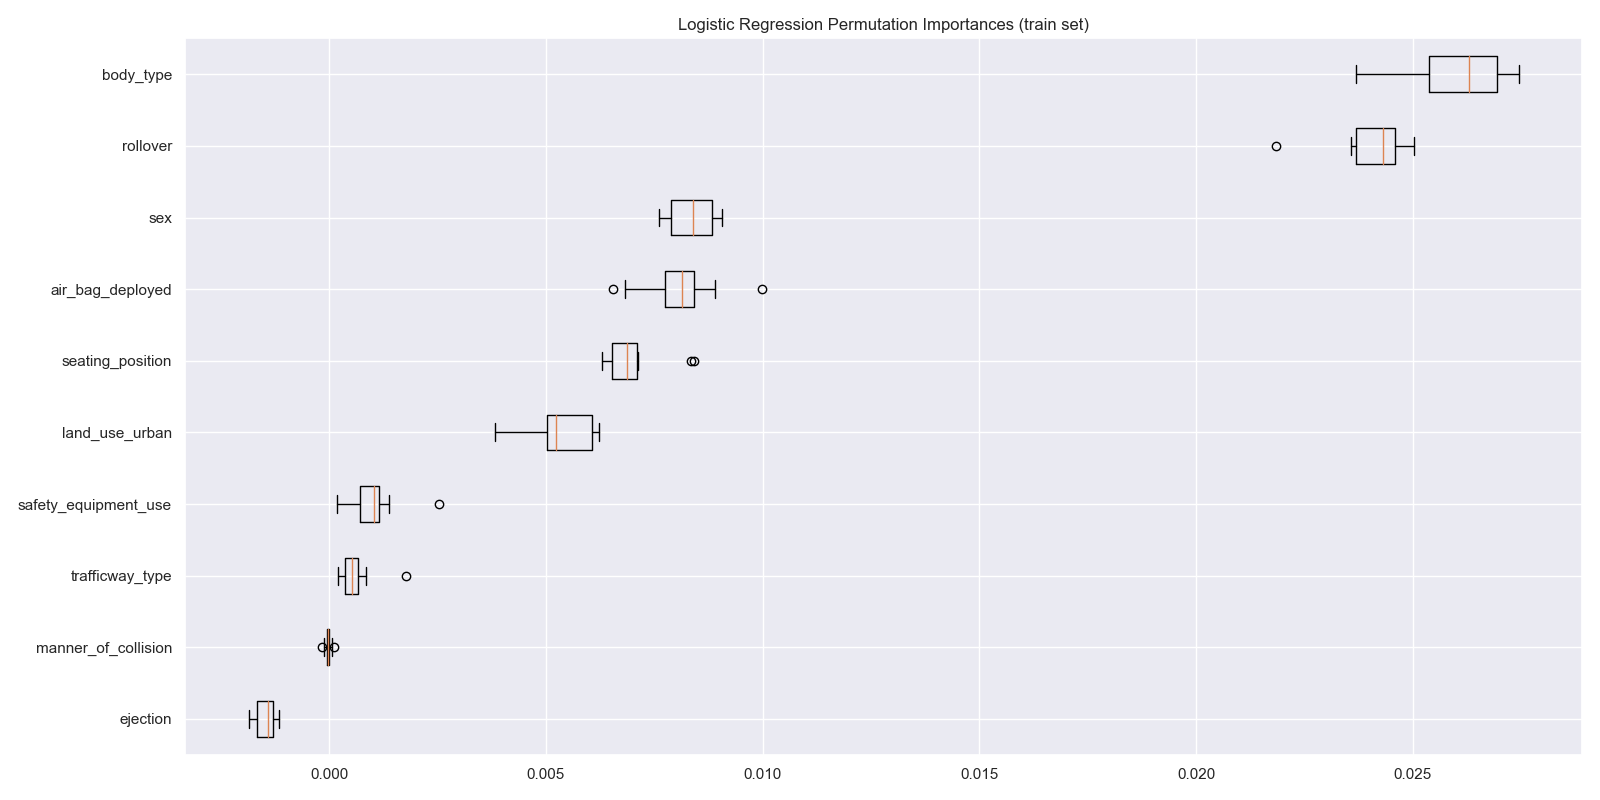 Logistic Regression Permutation Importances (train set)
body_type
rollover
sex
air_bag_deployed
seating_position
land_use_urban
safety_equipment_use
trafficway_type
manner_of_collision
ejection
0.000 0.005 0.010 0.015 0.020 0.025